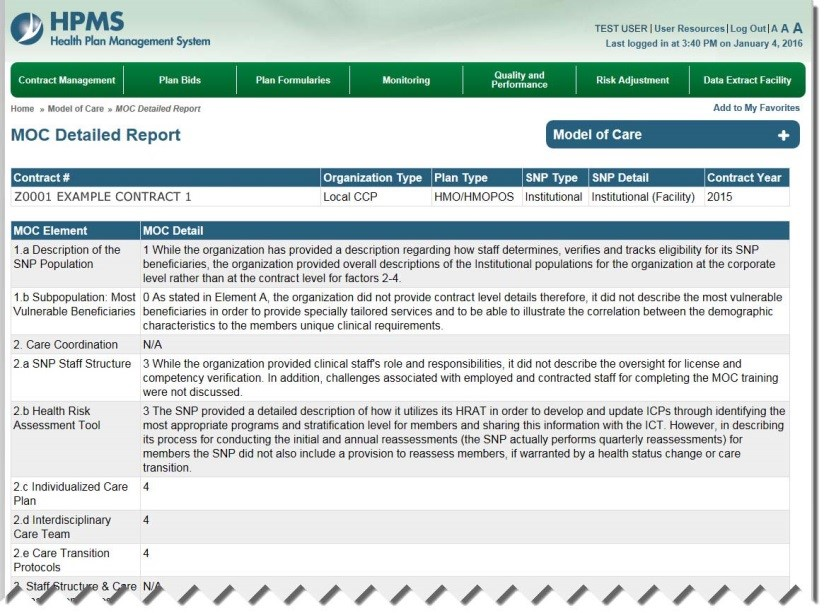 HPMS
Health Plan Management System
TEST USER | User Resources | Log Out | A A A
Last logged in at 3:40 PM on January 4, 2016
Contract Management Plan Bids Plan Formularies Monitoring Quality and Performance Risk Adjustment Data Extract Facility
Home » Model of Care » MOC Detailed Report
Add to My Favorites
MOC Detailed Report
Model of Care +
Contract # Organization Type Plan Type SNP Type SNP Detail Contract Year
Z0001 EXAMPLE CONTRACT 1 Local CCP HMO/HMOPOS Institutional Institutional (Facility) 2015
MOC Element MOC Detail
1.a Description of the
SNP Population
1 While the organization has provided a description regarding how staff determines, verifies and tracks eligibility for its SNP
beneficiaries, the organization provided overall descriptions of the Institutional populations for the organization at the corporate
level rather than at the contract level for factors 2-4.
1.b Subpopulation: Most
Vulnerable Beneficiaries
0 As stated in Element A, the organization did not provide contract level details therefore, it did not describe the most vulnerable
beneficiaries in order to provide specially tailored services and to be able to illustrate the correlation between the demographic
characteristics to the members unique clinical requirements.
2. Care Coordination N/A
2.a SNP Staff Structure
3 While the organization provided clinical staff's role and responsibilities, it did not describe the oversight for license and
competency verification. In addition, challenges associated with employed and contracted staff for completing the MOC training
were not discussed.
2.b Health Risk
Assessment Tool
3 The SNP provided a detailed description of how it utilizes its HRAT in order to develop and update ICPs through identifying the
most appropriate programs and stratification level for members and sharing this information with the ICT. However, in describing
its process for conducting the initial and annual reassessments (the SNP actually performs quarterly reassessments) for
members the SNP did not also include a provision to reassess members, if warranted by a health status change or care
transition.
2.c Individualized Care
Plan
4
2.d Interdisciplinary
Care Team
4
2.e Care Transition
Protocols
4
Staff Structure & Care N/A